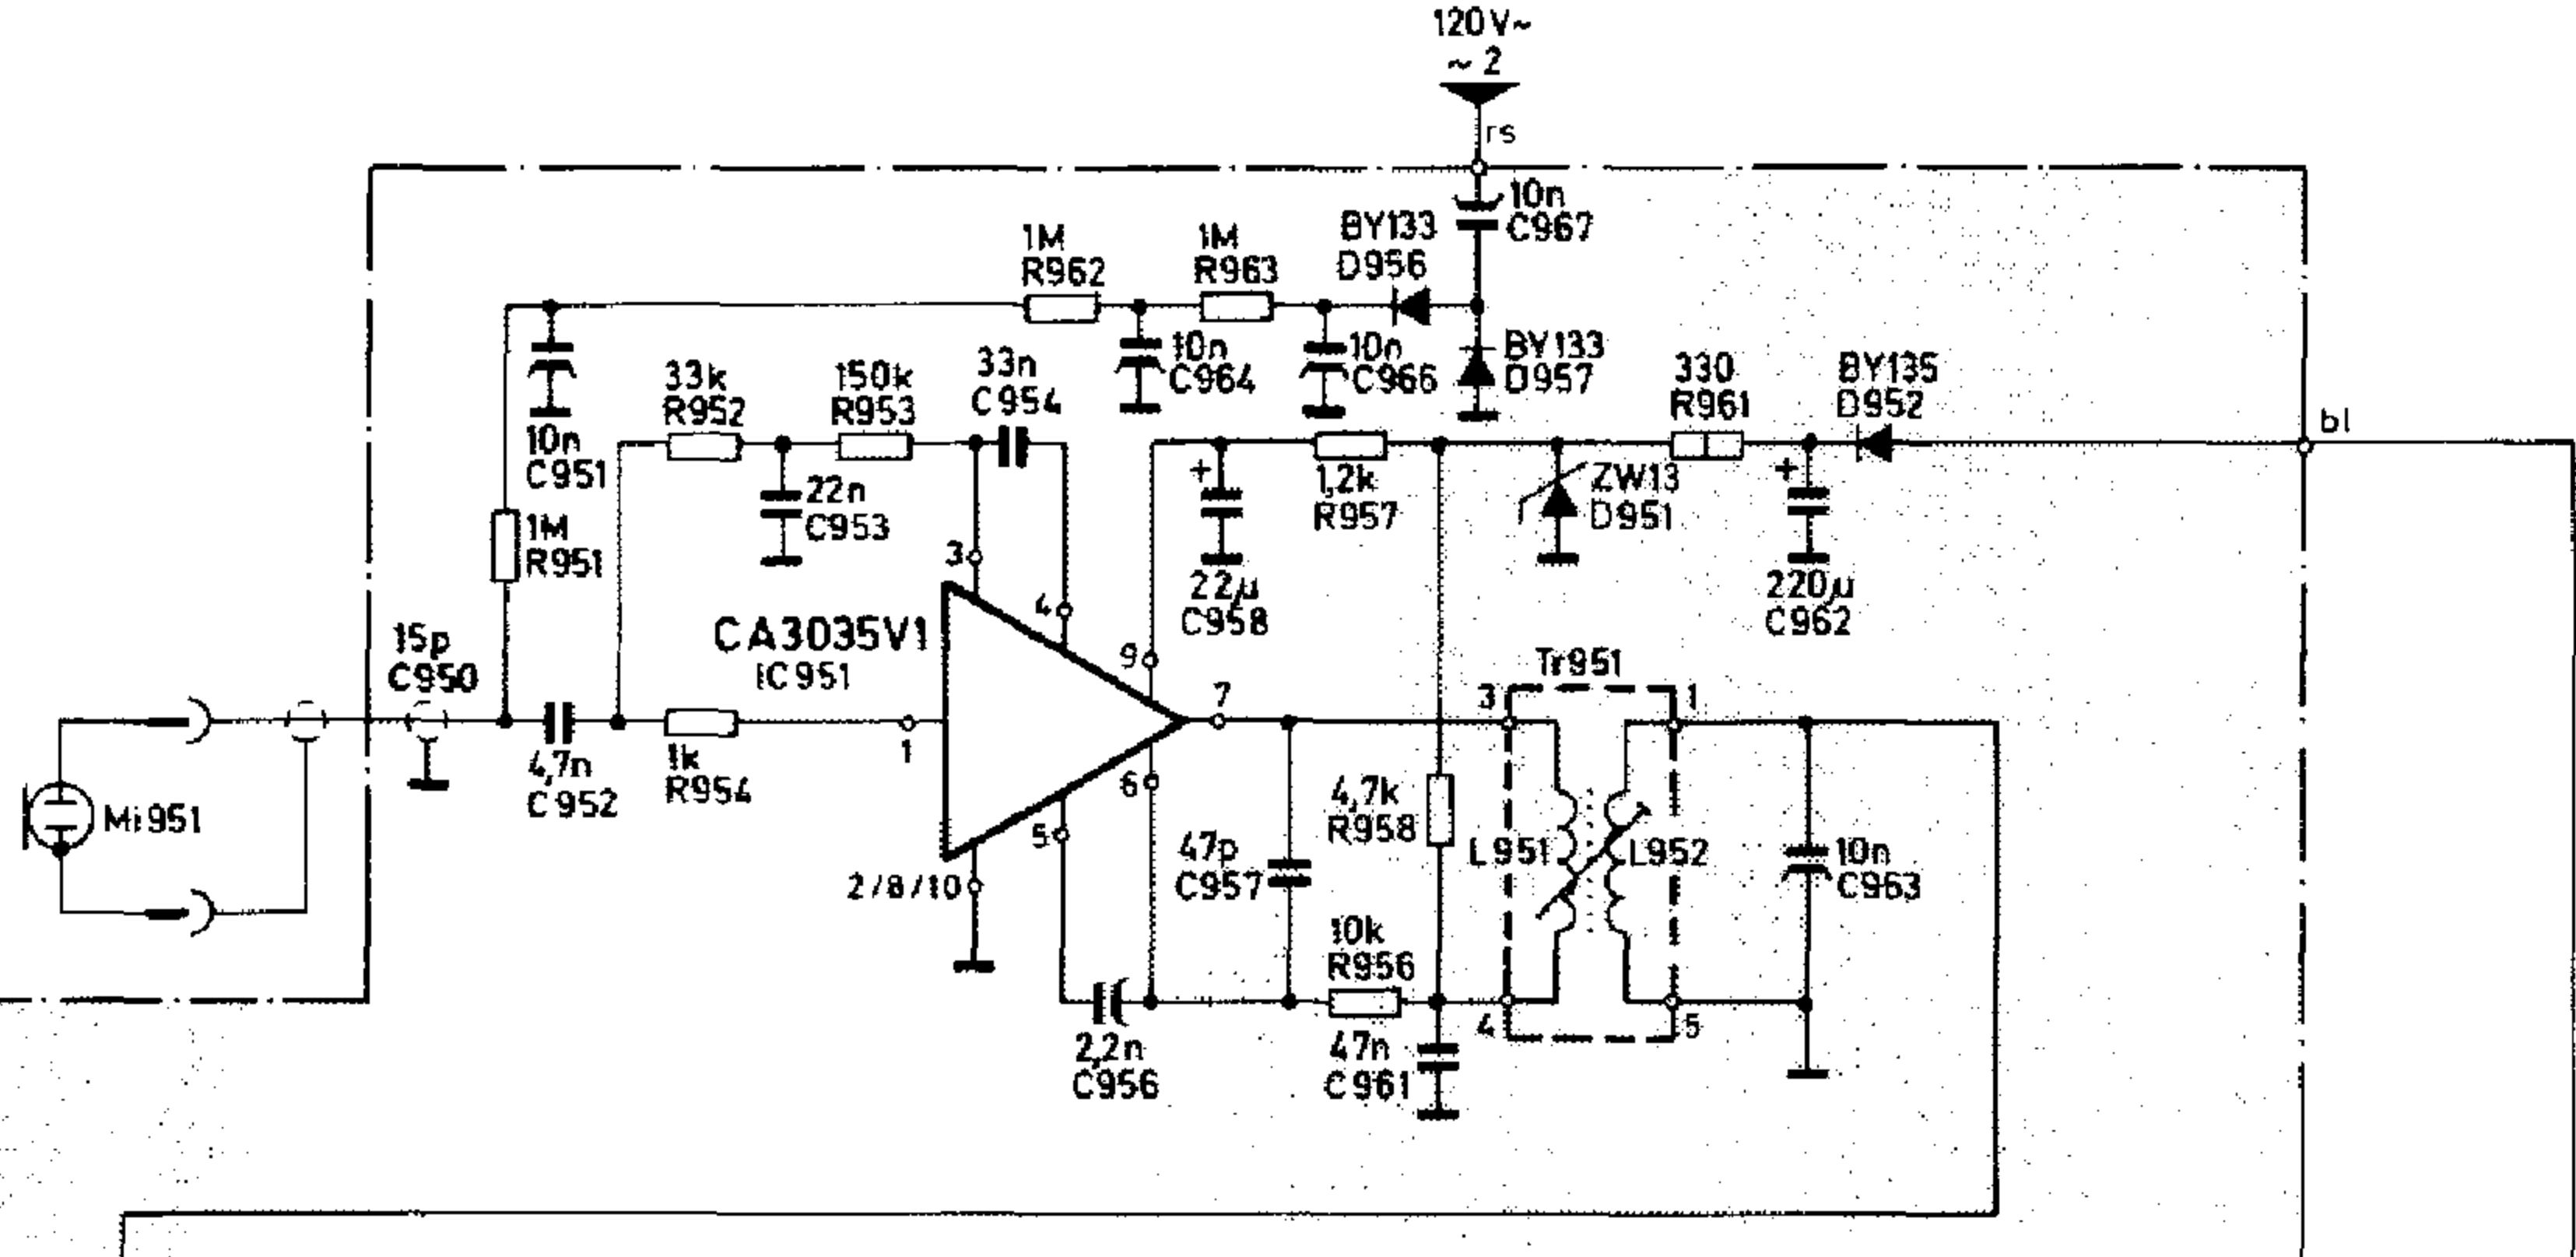 120V~
~ 2
rs
10n
C967
1M
R962
1M
R963
BY133
D956
10n
C964
10n
C966
BY133
D957
33k
R952
150k
R953
33n
C954
330
R961
BY135
D952
bl
10n
C951
22n
C953
1,2k
R957
ZW13
D951
1M
R951
3
4
+
22µ
C958
+
220µ
C962
15p
C950
CA3035V1
IC951
9
7
Tr951
3
1
4,7n
C952
1k
R954
1
6
Mi951
5
2/8/10
47p
C957
4,7k
R958
L951
L952
10n
C963
10k
R956
4
5
2,2n
C956
47n
C961